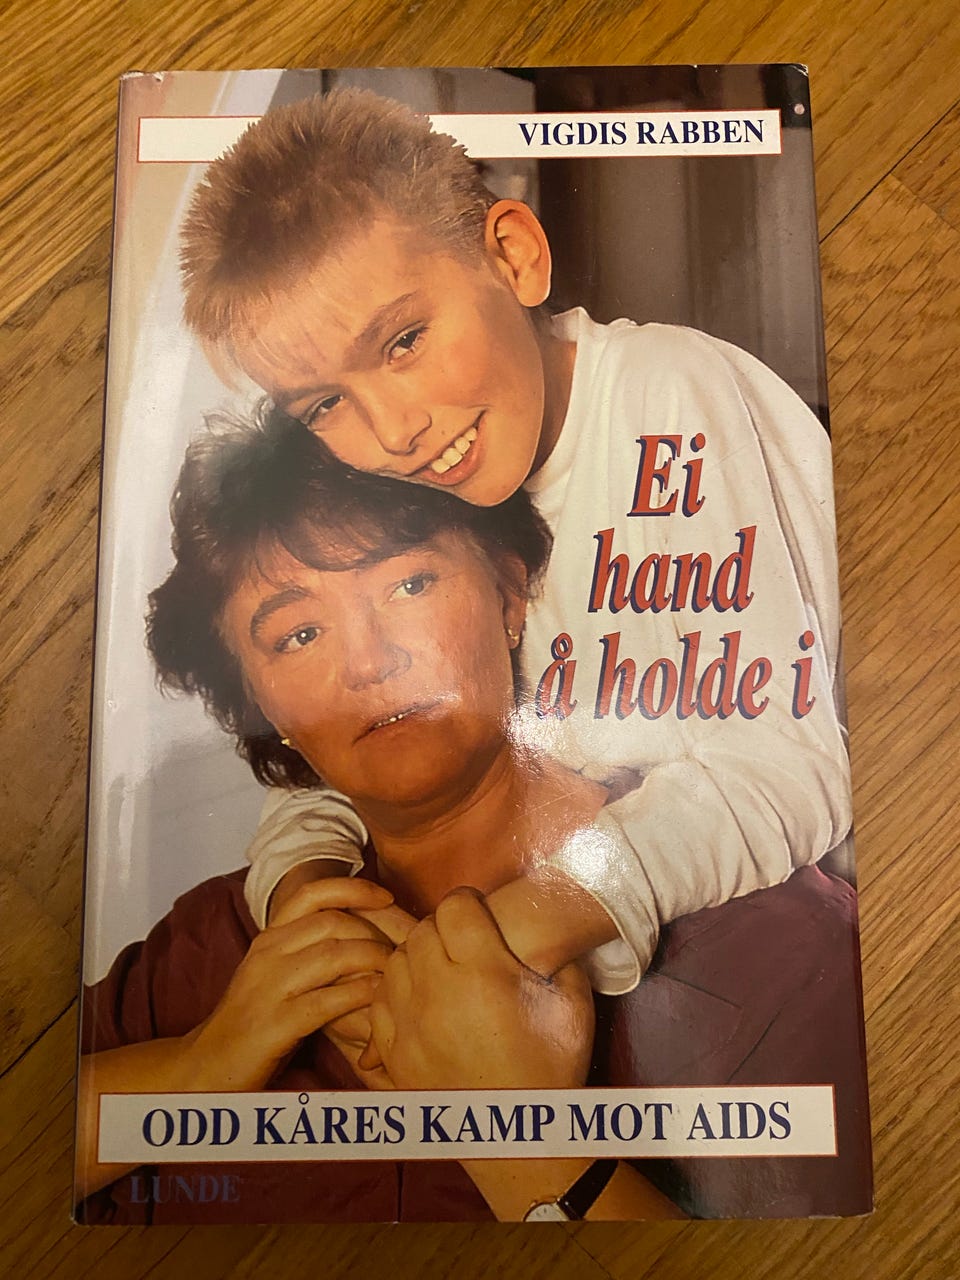 VIGDIS RABBEN
Ei
hand
å holde i
ODD KÅRES KAMP MOT AIDS
LUNDE